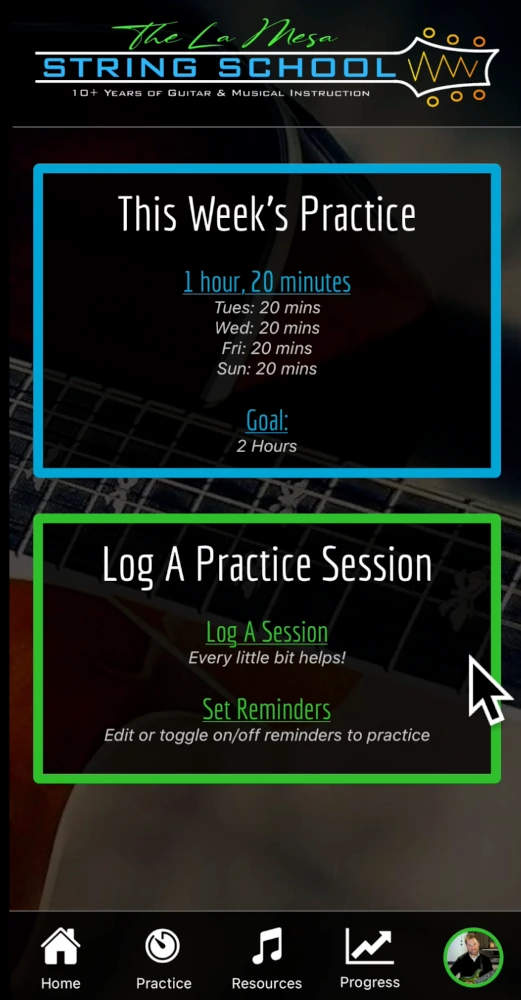 The La Mesa
STRING SCHOOL
10+ Years of Guitar & Musical Instruction
This Week's Practice
1 hour, 20 minutes
Tues: 20 mins
Wed: 20 mins
Fri: 20 mins
Sun: 20 mins
Goal:
2 Hours
Log A Practice Session
Log A Session
Every little bit helps!
Set Reminders
Edit or toggle on/off reminders to practice
Home Practice Resources Progress